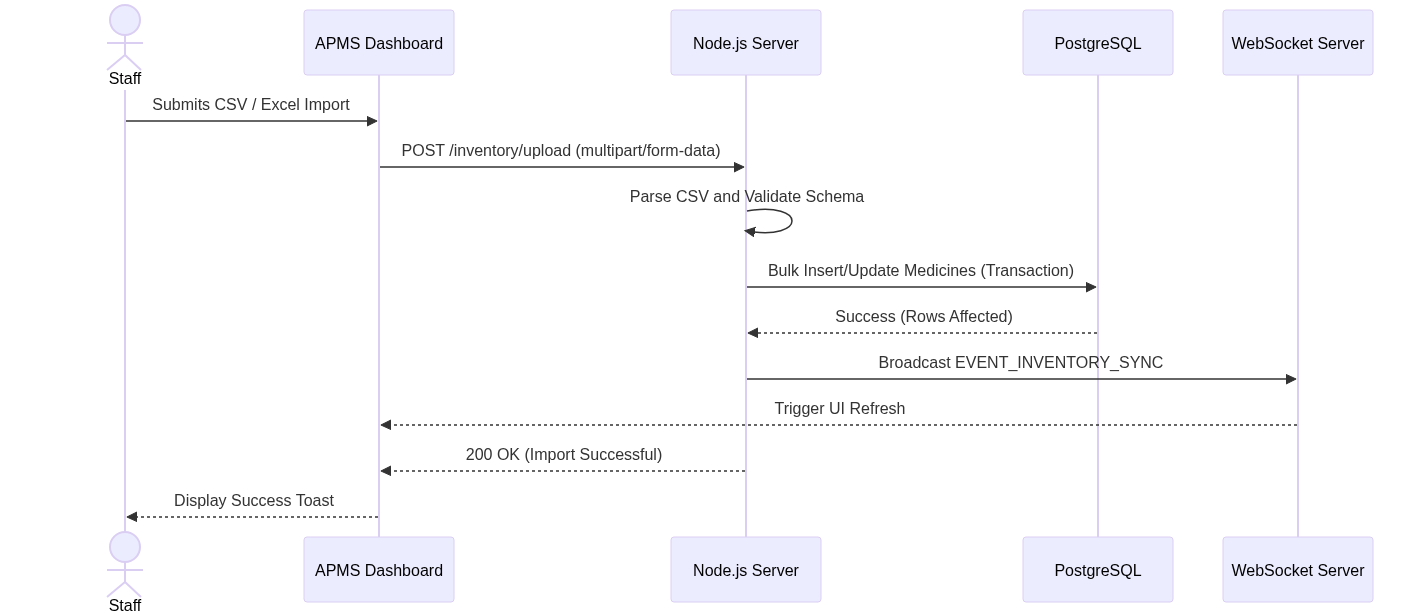 Staff
APMS Dashboard
Node.js Server
PostgreSQL
WebSocket Server
Submits CSV / Excel Import
POST /inventory/upload (multipart/form-data)
Parse CSV and Validate Schema
Bulk Insert/Update Medicines (Transaction)
Success (Rows Affected)
Broadcast EVENT_INVENTORY_SYNC
Trigger UI Refresh
200 OK (Import Successful)
Display Success Toast
Staff
APMS Dashboard
Node.js Server
PostgreSQL
WebSocket Server